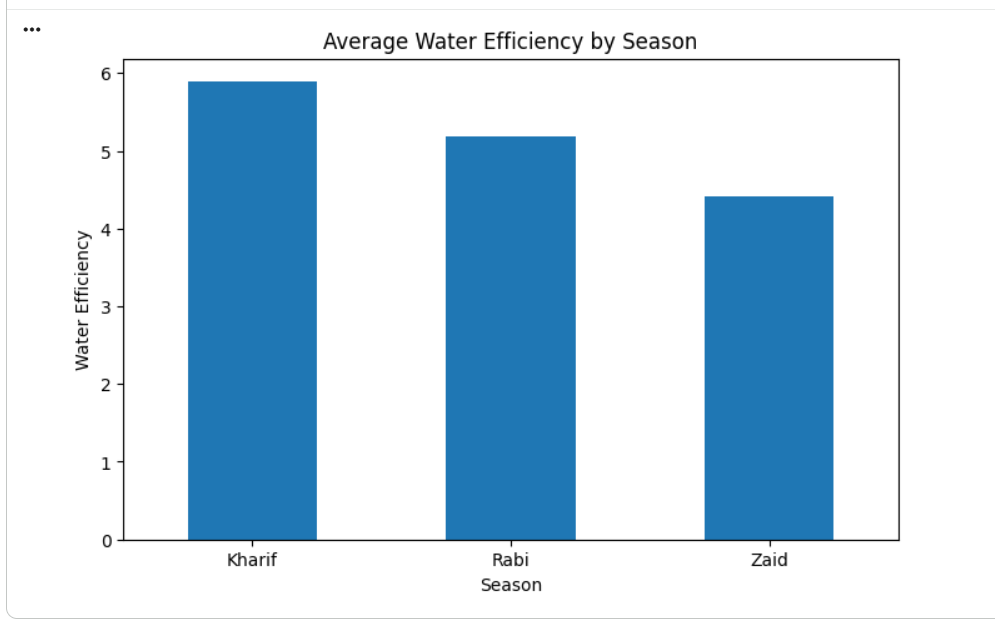 ...
Average Water Efficiency by Season
6
5
4
3
2
1
0
Water Efficiency
Kharif
Rabi
Zaid
Season